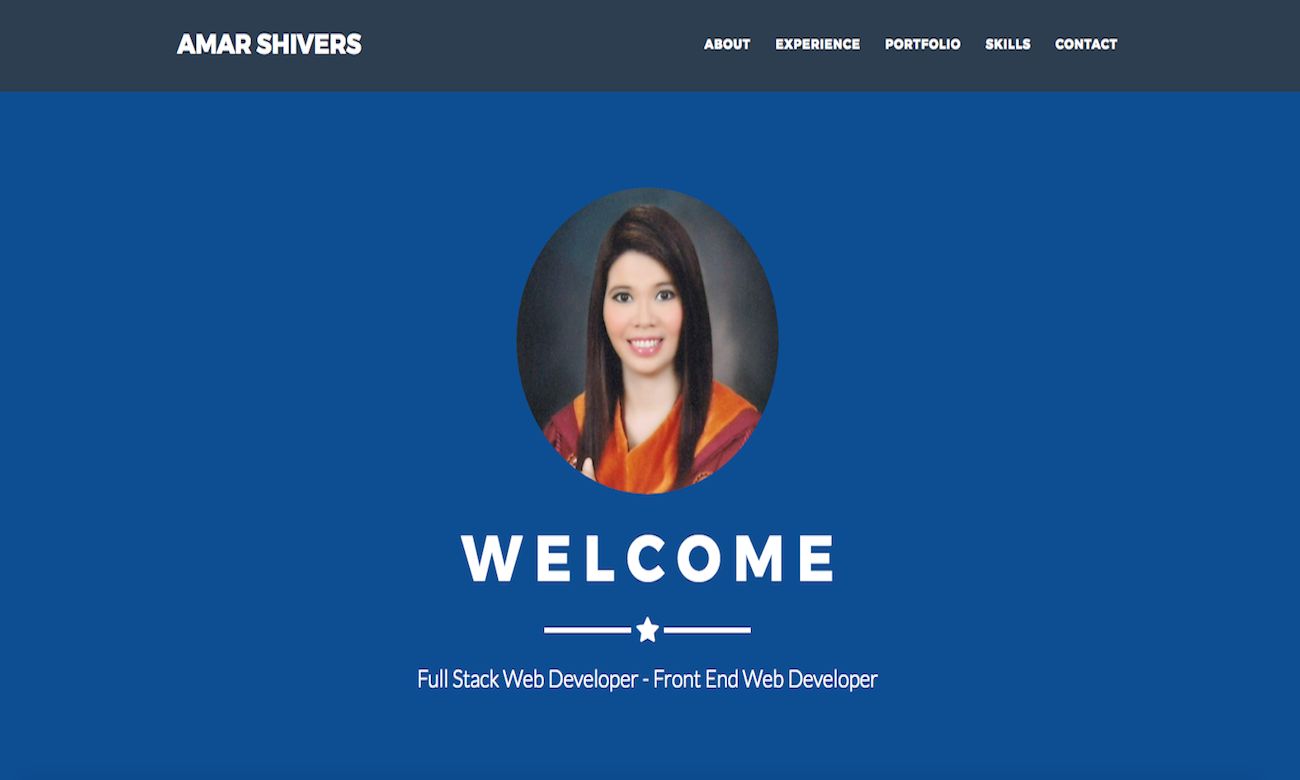 AMAR SHIVERS
ABOUT EXPERIENCE PORTFOLIO SKILLS CONTACT
WELCOME
Full Stack Web Developer - Front End Web Developer